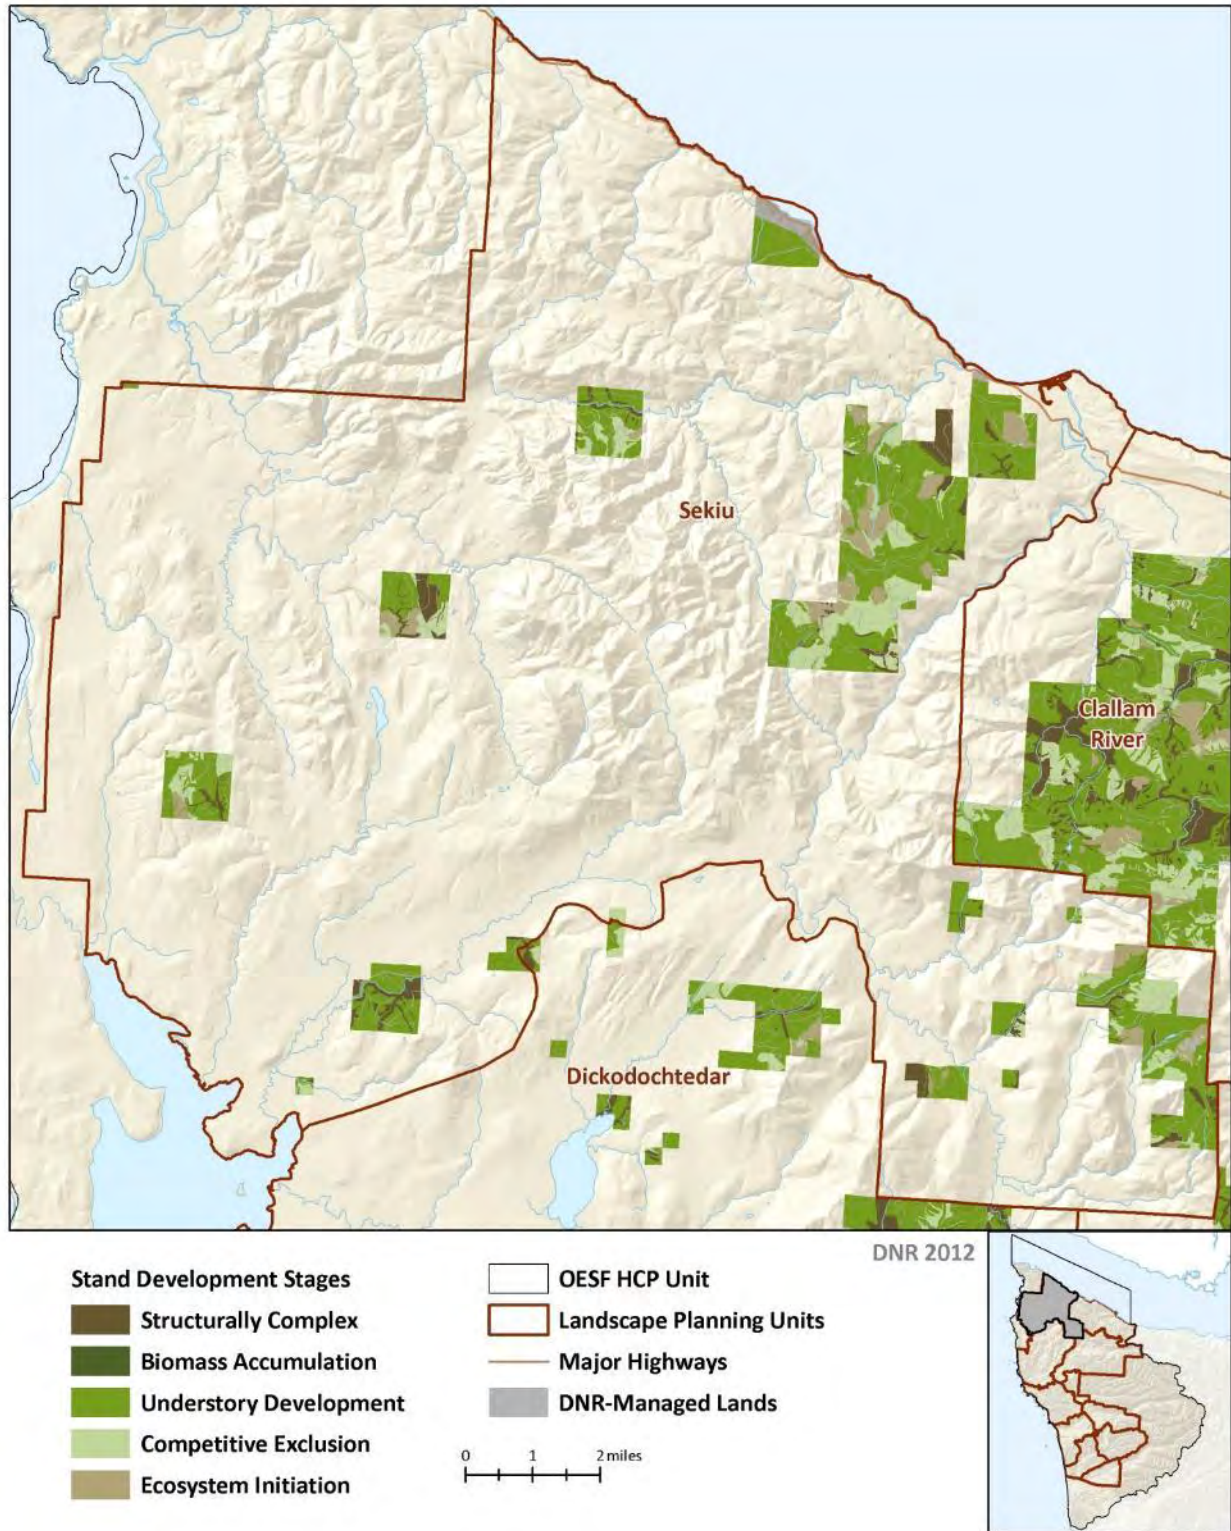 Sekiu
Clallam
River
Dickodochtedar
DNR 2012
Stand Development Stages
Structurally Complex
Biomass Accumulation
Understory Development
Competitive Exclusion
Ecosystem Initiation
OESF HCP Unit
Landscape Planning Units
Major Highways
DNR-Managed Lands
0 1 2 miles